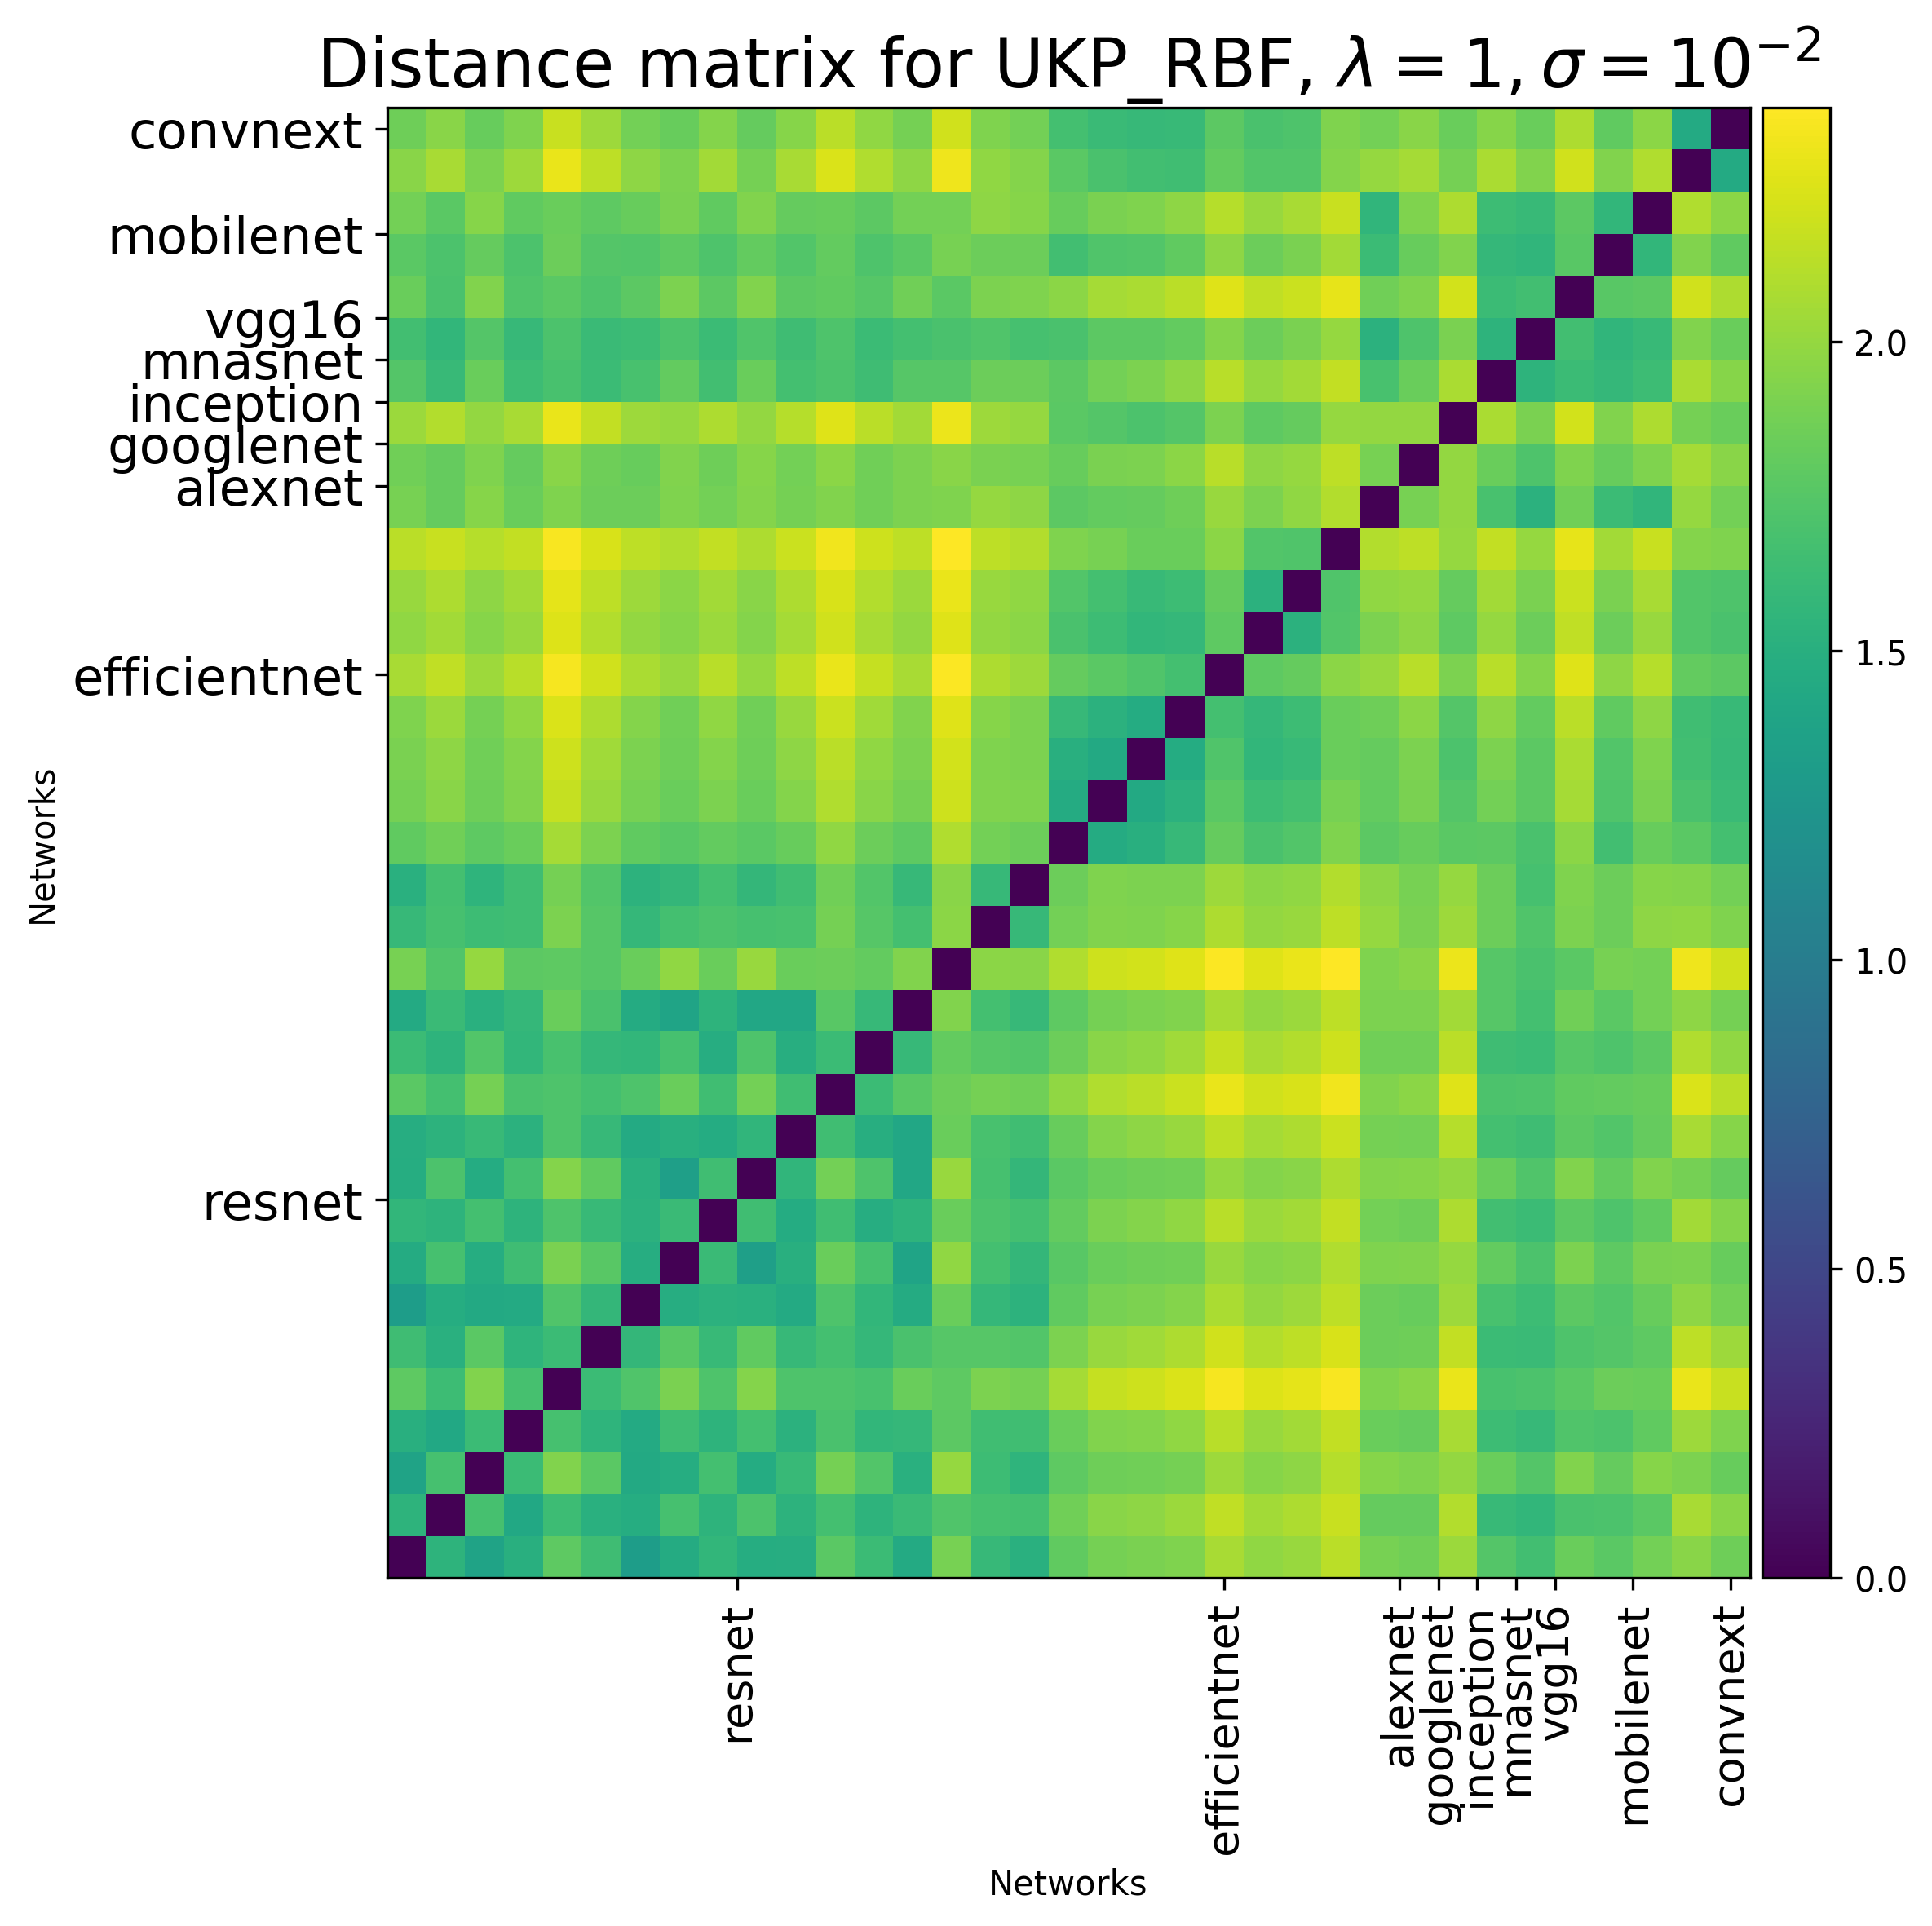 Distance matrix for UKP_RBF, λ = 1, σ = 10⁻²
convnext
mobilenet
vgg16
mnasnet
inception
googlenet
alexnet
efficientnet
resnet
Networks
2.0
1.5
1.0
0.5
0.0
resnet
efficientnet
alexnet
googlenet
inception
mnasnet
vgg16
mobilenet
convnext
Networks